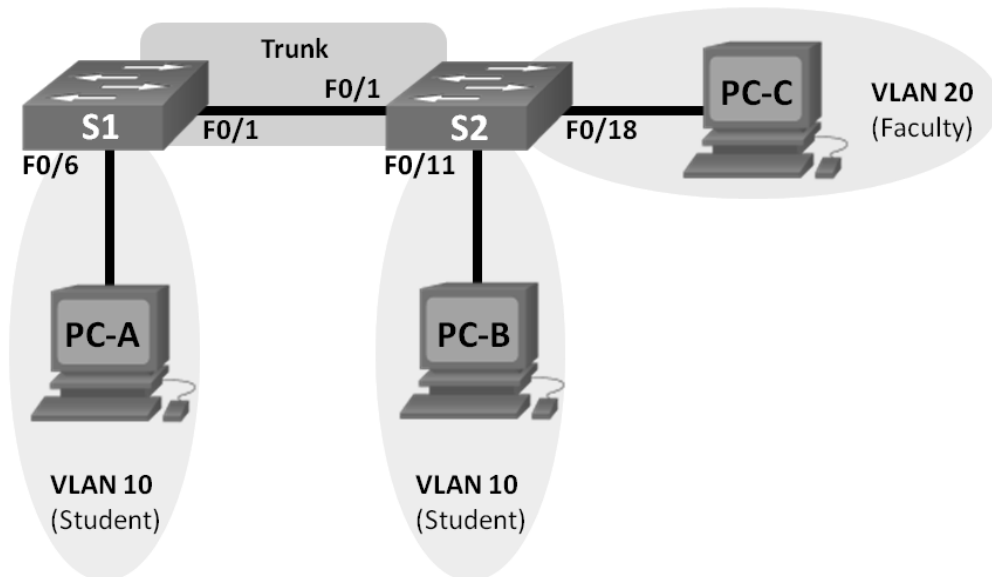 Trunk
F0/1
S1
F0/1
F0/6
S2
F0/11
F0/18
PC-C
VLAN 20
(Faculty)
PC-A
PC-B
VLAN 10
(Student)
VLAN 10
(Student)